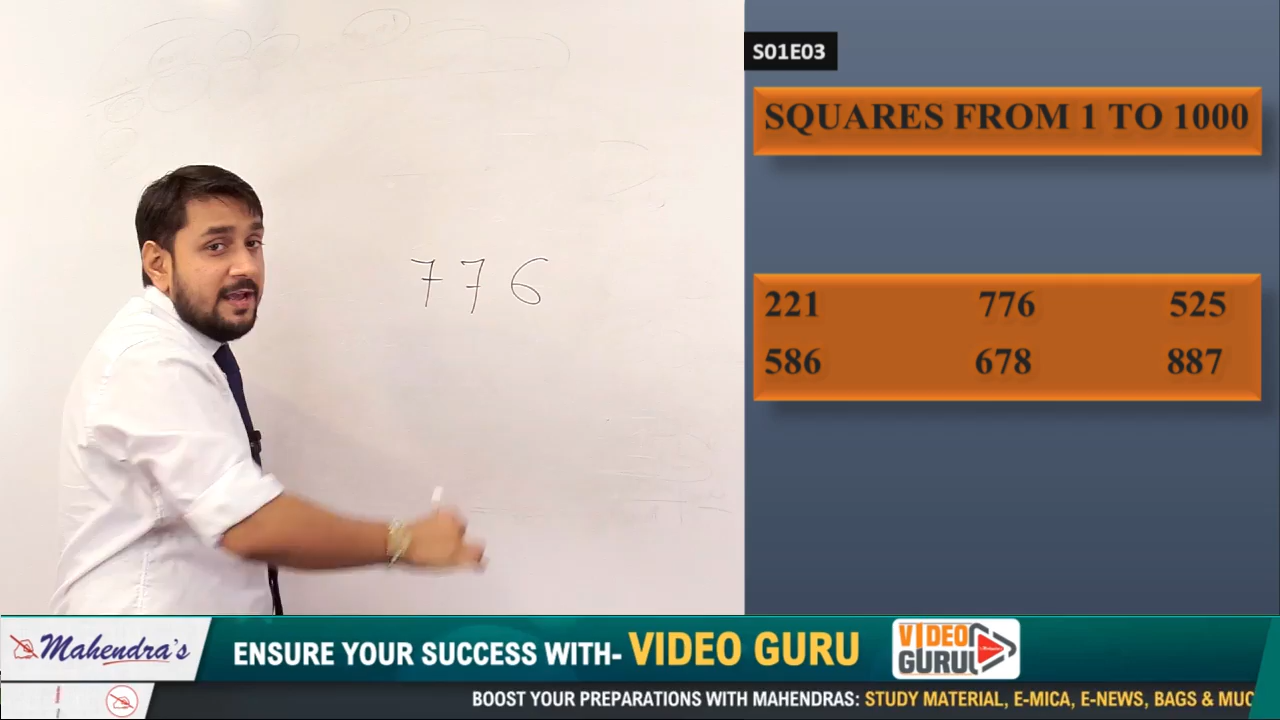 776
S01E03
SQUARES FROM 1 TO 1000
221 776 525
586 678 887
Mahendra's
ENSURE YOUR SUCCESS WITH- VIDEO GURU
VIDEO
GURU
BOOST YOUR PREPARATIONS WITH MAHENDRAS: STUDY MATERIAL, E-MICA, E-NEWS, BAGS & MUC